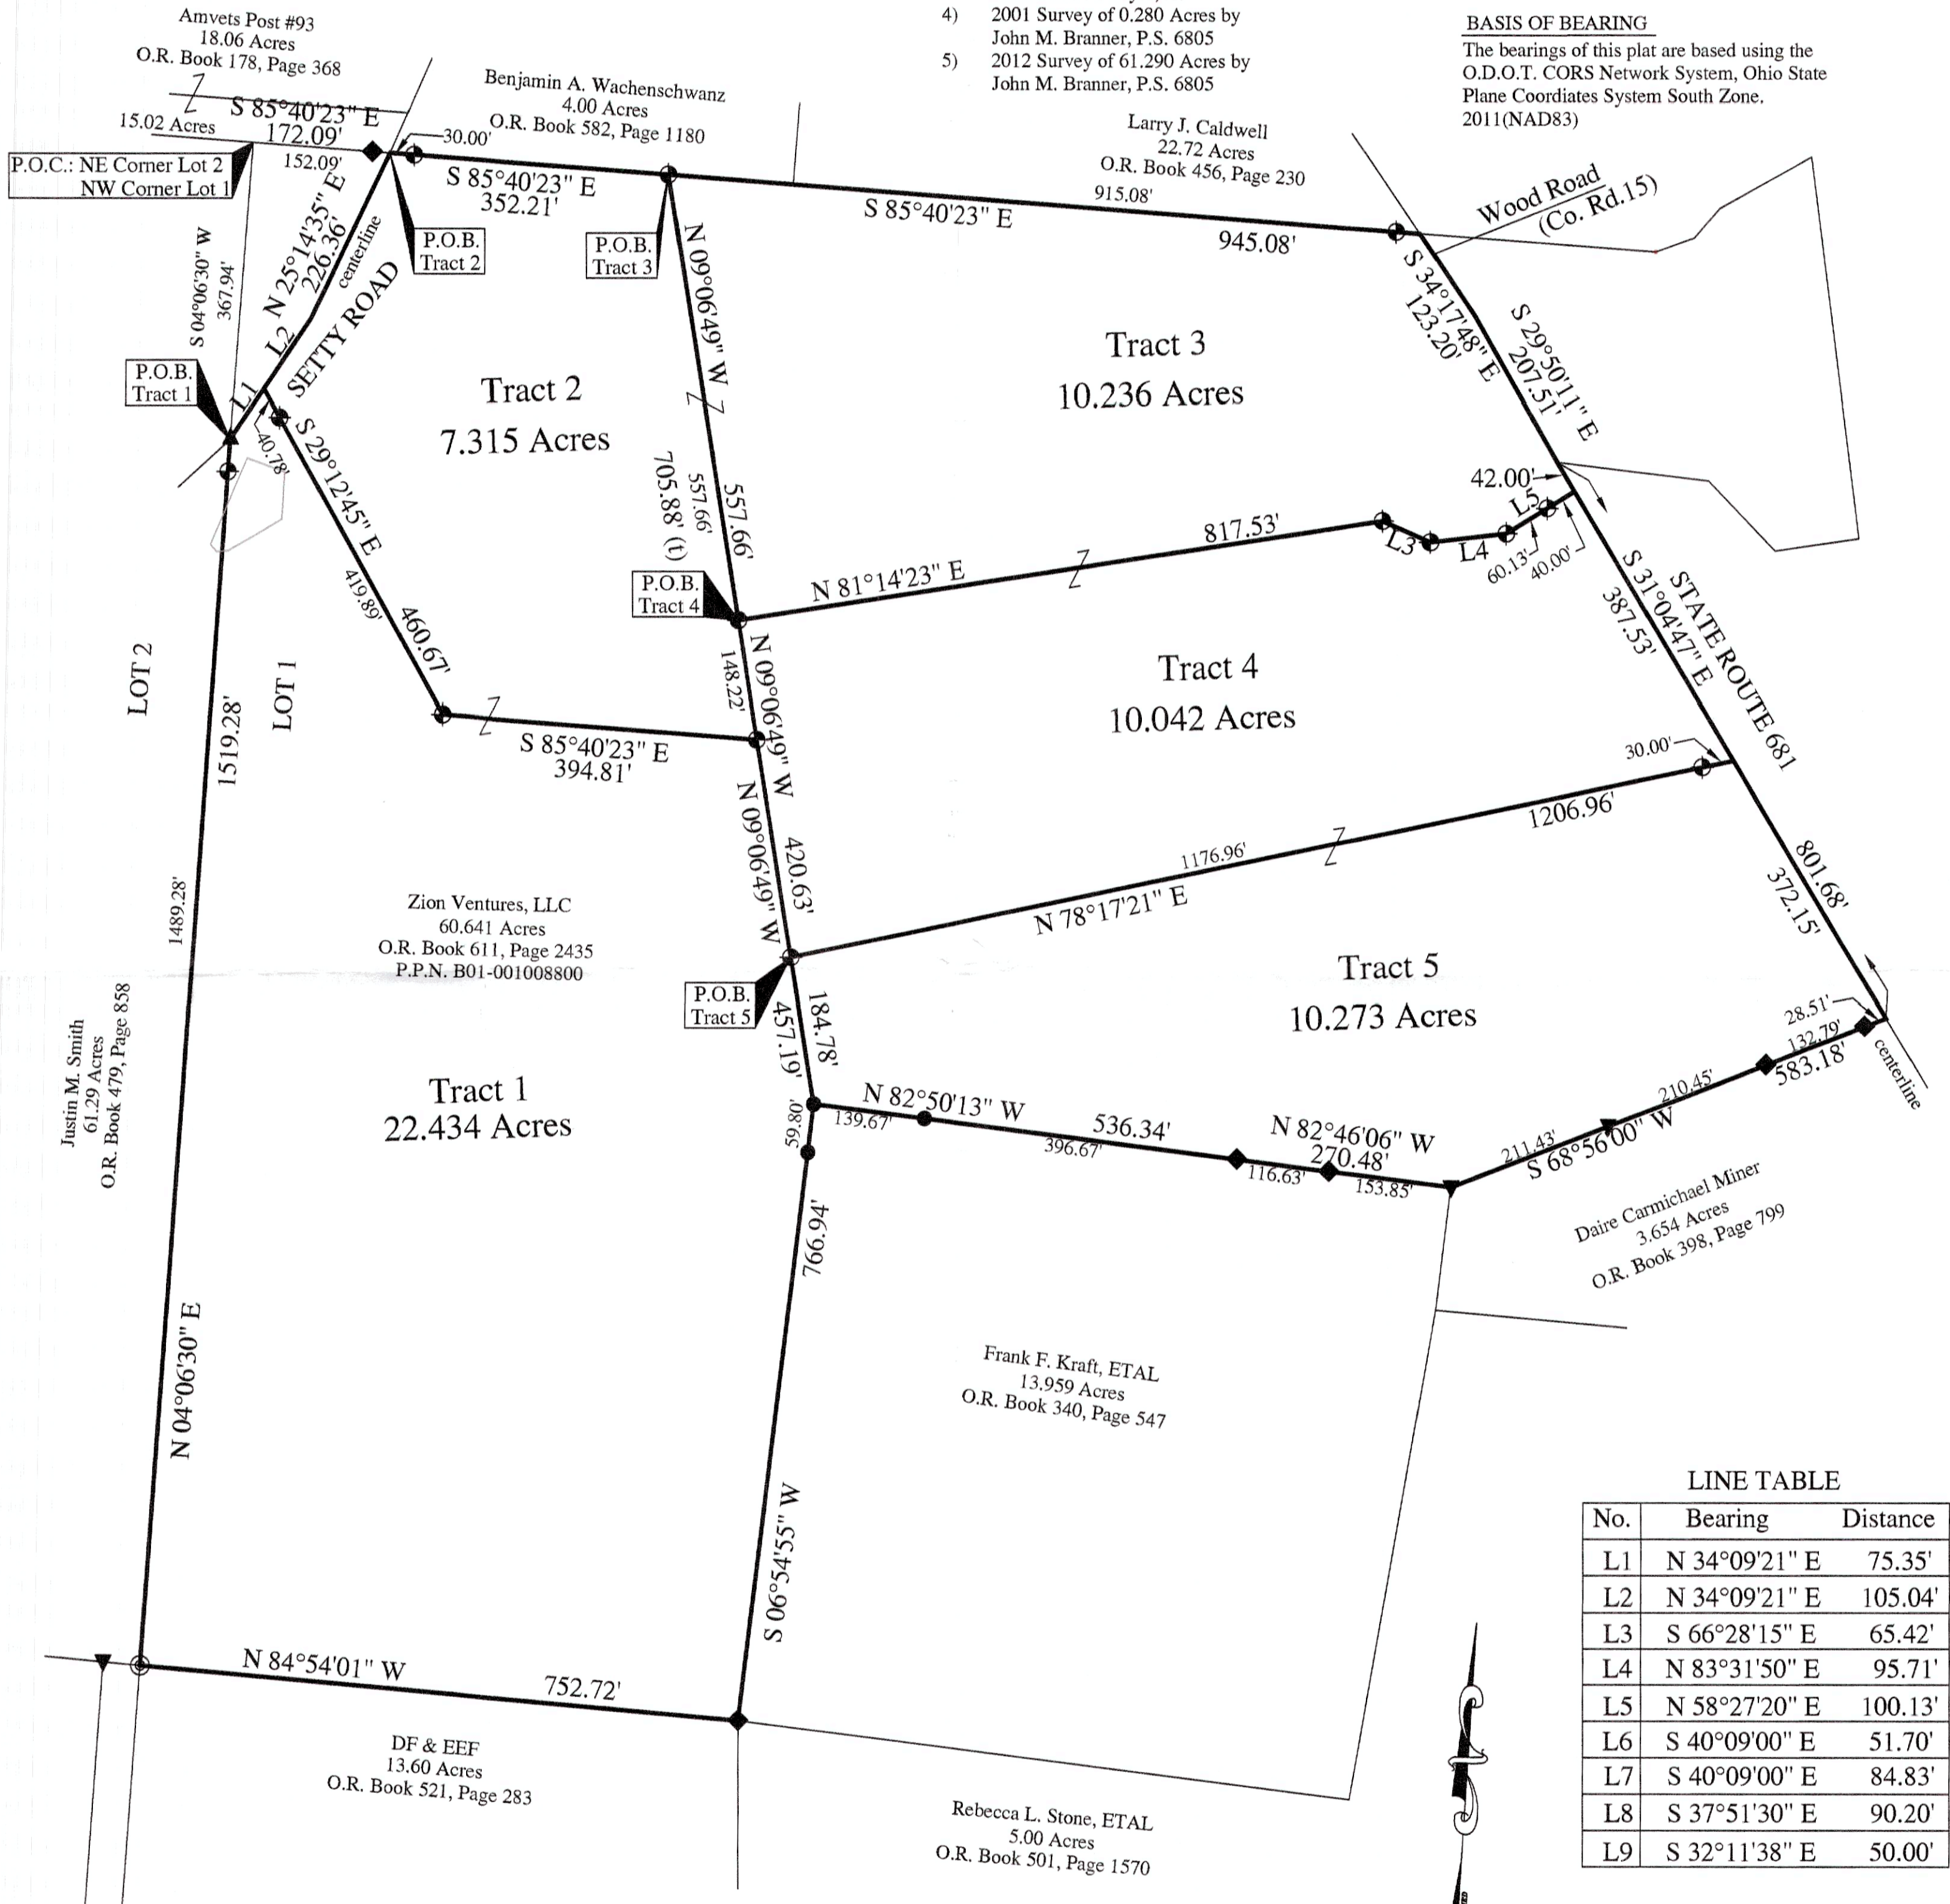 Amvets Post #93
18.06 Acres
O.R. Book 178, Page 368
S 85°40'23" E
172.09'
15.02 Acres
152.09'
30.00'
P.O.C.: NE Corner Lot 2
NW Corner Lot 1
Benjamin A. Wachenschwanz
4.00 Acres
O.R. Book 582, Page 1180
S 85°40'23" E
352.21'
4) 2001 Survey of 0.280 Acres by
John M. Branner, P.S. 6805
5) 2012 Survey of 61.290 Acres by
John M. Branner, P.S. 6805
BASIS OF BEARING
The bearings of this plat are based using the
O.D.O.T. CORS Network System, Ohio State
Plane Coordiates System South Zone.
2011(NAD83)
Larry J. Caldwell
22.72 Acres
O.R. Book 456, Page 230
915.08'
S 85°40'23" E
945.08'
Wood Road
(Co. Rd.15)
S 04°06'30" W
367.94'
N 25°14'35" E
226.36'
centerline
SETTY ROAD
L2
L1
P.O.B.
Tract 1
P.O.B.
Tract 2
P.O.B.
Tract 3
40.78'
S 29°12'45" E
419.89'
460.67'
Tract 2
7.315 Acres
N 09°06'49" W
557.66'
557.66'
705.88' (t)
Tract 3
10.236 Acres
S 34°17'48" E
123.20'
S 29°50'11" E
207.51'
42.00'
L5
L3
L4
60.13'
40.00'
817.53'
N 81°14'23" E
P.O.B.
Tract 4
148.22'
N 09°06'49" W
S 85°40'23" E
394.81'
Tract 4
10.042 Acres
STATE ROUTE 681
S 31°04'47" E
387.53'
30.00'
1206.96'
1176.96'
N 78°17'21" E
801.68'
372.15'
LOT 2
LOT 1
1519.28'
1489.28'
N 04°06'30" E
N 09°06'49" W
420.63'
Zion Ventures, LLC
60.641 Acres
O.R. Book 611, Page 2435
P.P.N. B01-001008800
P.O.B.
Tract 5
184.78'
457.19'
Tract 5
10.273 Acres
28.51'
132.79'
583.18'
centerline
210.45'
211.43'
S 68°56'00" W
Justin M. Smith
61.29 Acres
O.R. Book 479, Page 858
Tract 1
22.434 Acres
59.80'
N 82°50'13" W
139.67'
536.34'
396.67'
N 82°46'06" W
270.48'
116.63'
153.85'
766.94'
S 06°54'55" W
Daire Carmichael Miner
3.654 Acres
O.R. Book 398, Page 799
Frank F. Kraft, ETAL
13.959 Acres
O.R. Book 340, Page 547
N 84°54'01" W
752.72'
DF & EEF
13.60 Acres
O.R. Book 521, Page 283
Rebecca L. Stone, ETAL
5.00 Acres
O.R. Book 501, Page 1570
LINE TABLE
No. Bearing Distance
L1 N 34°09'21" E 75.35'
L2 N 34°09'21" E 105.04'
L3 S 66°28'15" E 65.42'
L4 N 83°31'50" E 95.71'
L5 N 58°27'20" E 100.13'
L6 S 40°09'00" E 51.70'
L7 S 40°09'00" E 84.83'
L8 S 37°51'30" E 90.20'
L9 S 32°11'38" E 50.00'